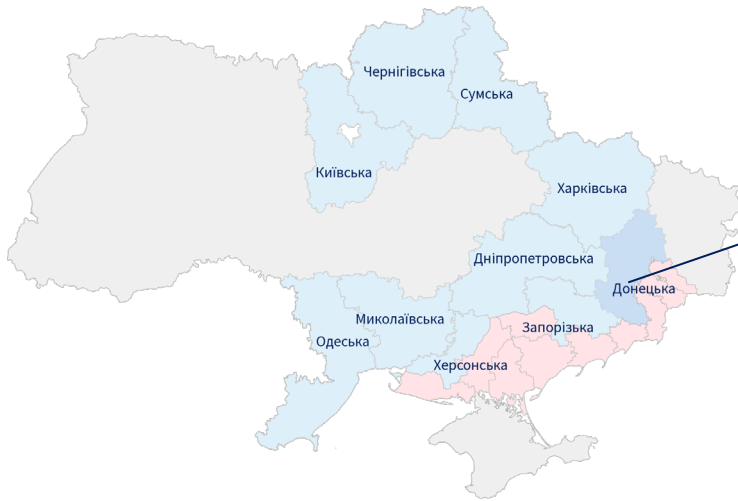 Чернігівська
Сумська
Київська
Харківська
Дніпропетровська
Донецька
Миколаївська
Запорізька
Одеська
Херсонська